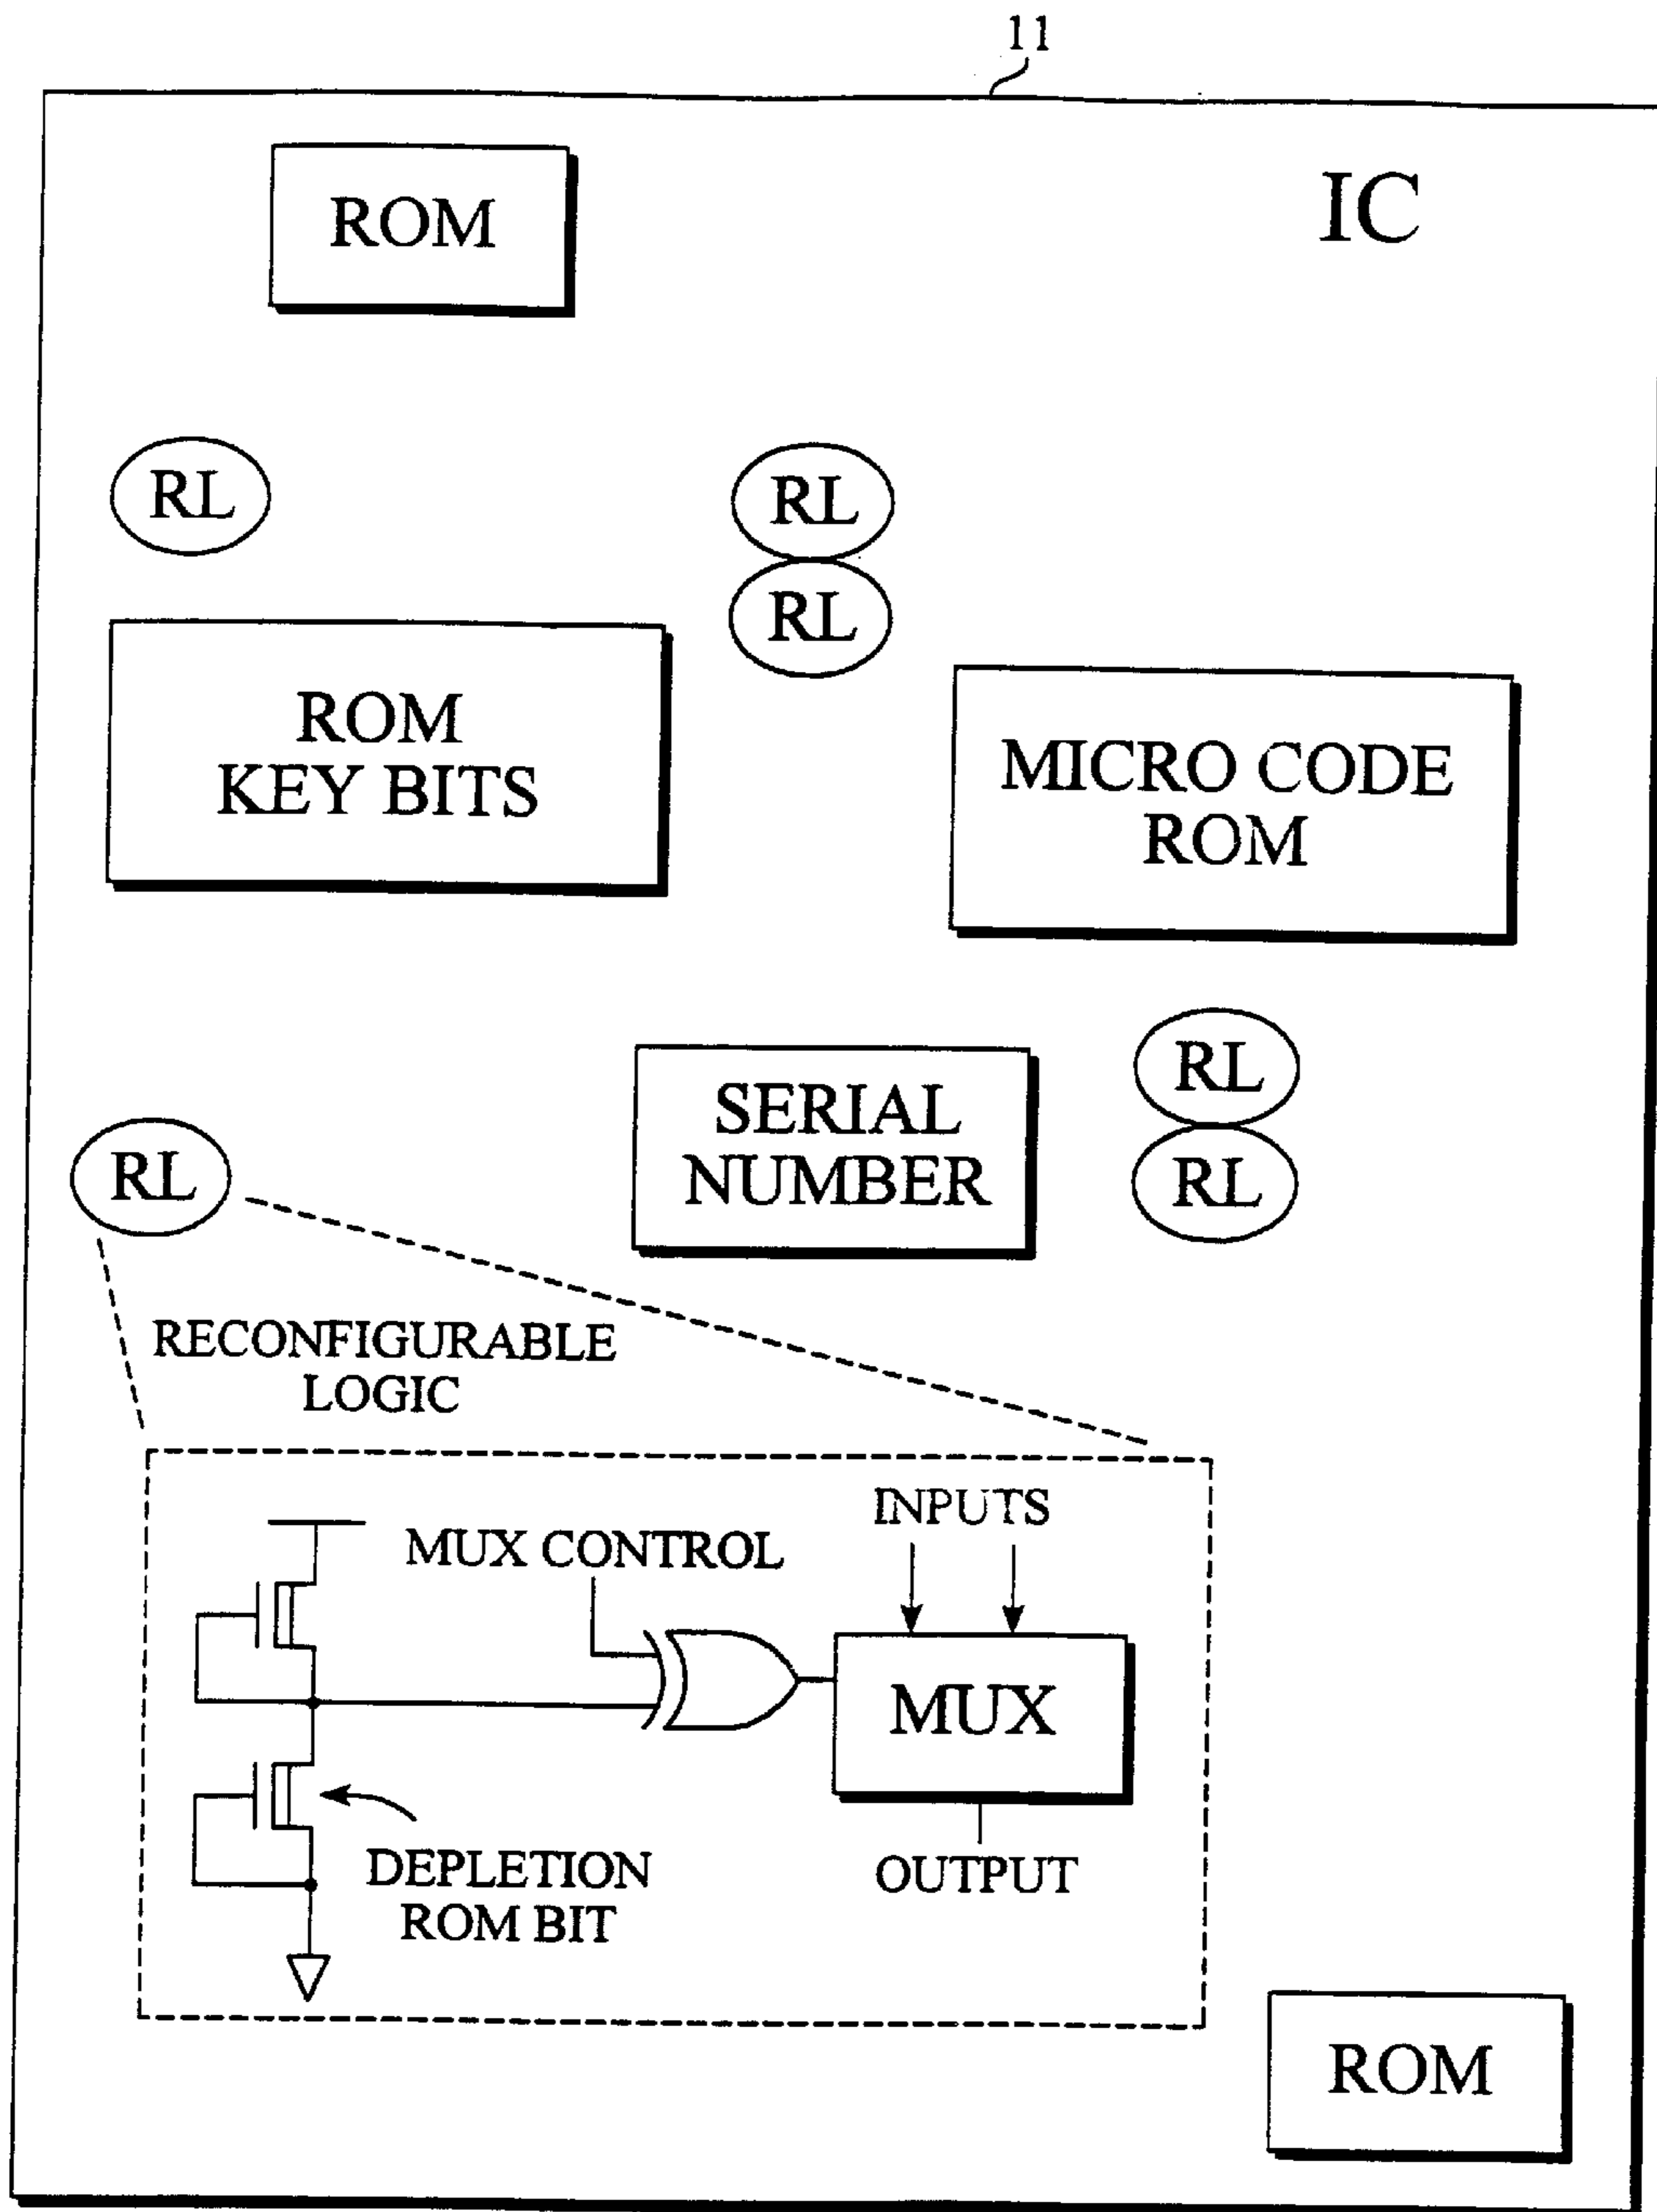 11
ROM
IC
RL
RL
RL
ROM
KEY BITS
MICRO CODE
ROM
SERIAL
NUMBER
RL
RL
RL
RECONFIGURABLE
LOGIC
INPUTS
MUX CONTROL
MUX
DEPLETION
ROM BIT
OUTPUT
ROM